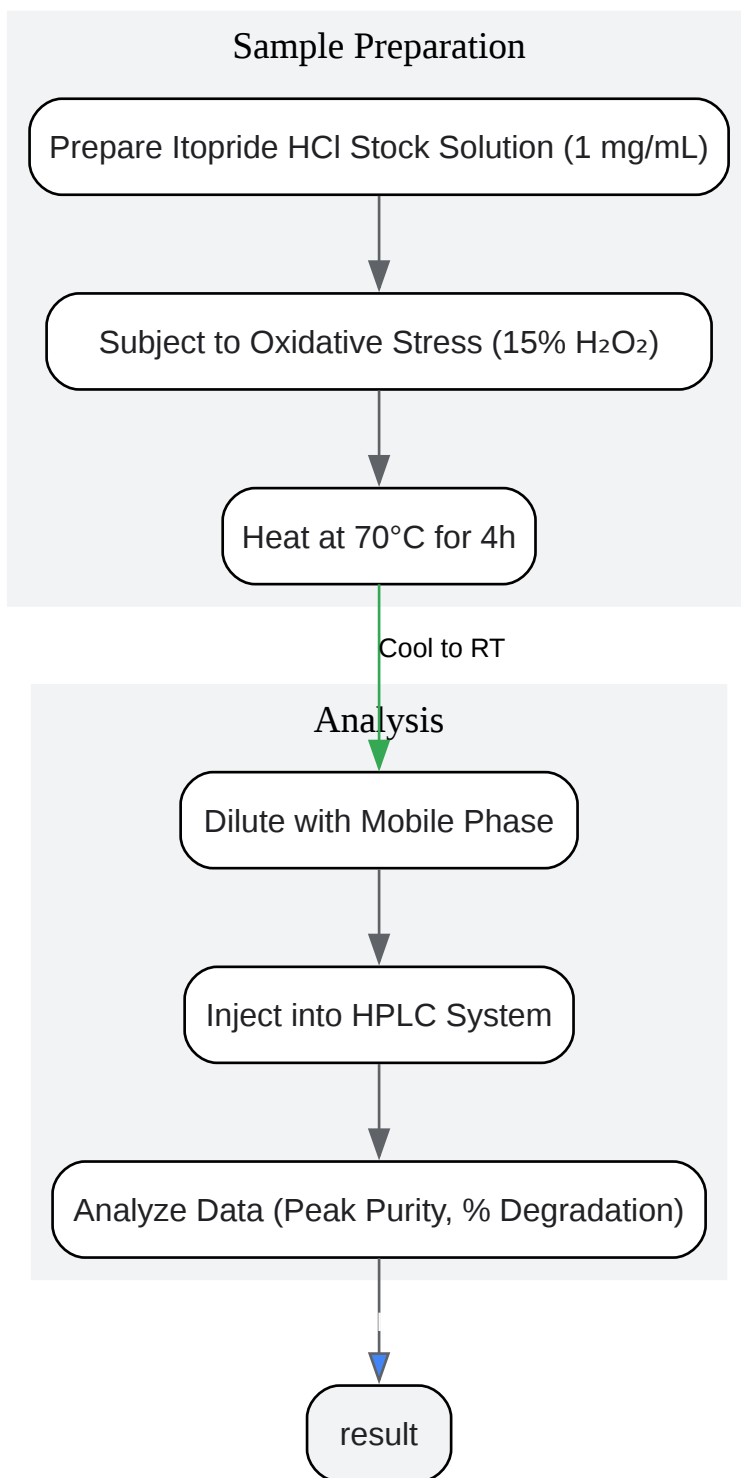 Sample Preparation
Prepare Itopride HCl Stock Solution (1 mg/mL)
Subject to Oxidative Stress (15% H₂O₂)
Heat at 70°C for 4h
Cool to RT
Analysis
Dilute with Mobile Phase
Inject into HPLC System
Analyze Data (Peak Purity, % Degradation)
result